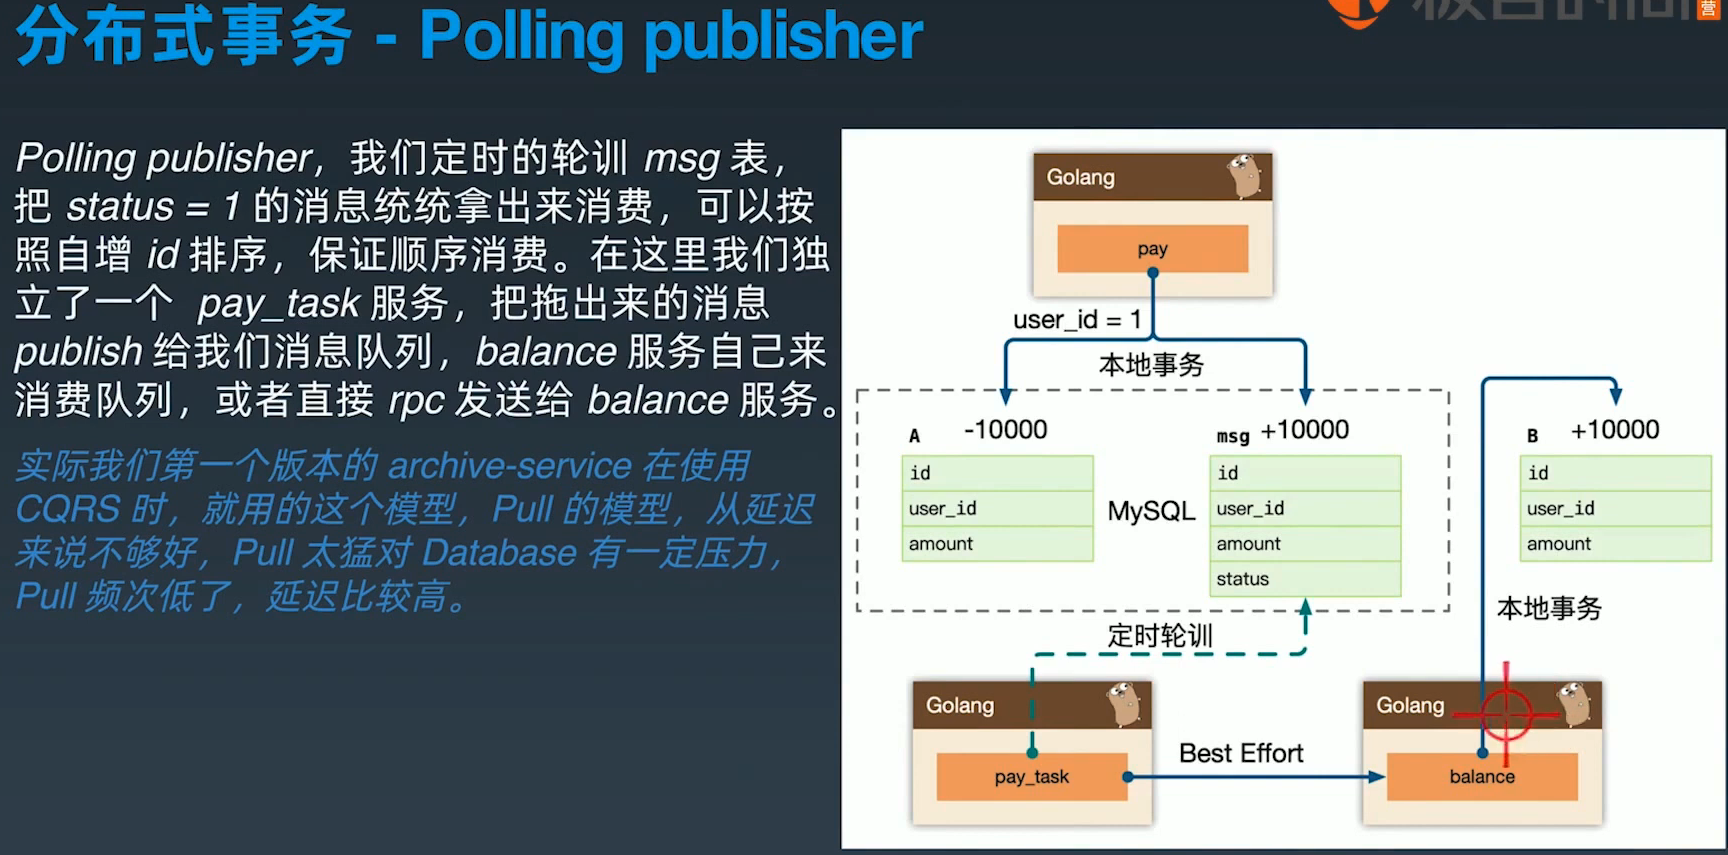 分布式事务 - Polling publisher
营
Polling publisher，我们定时的轮训 msg 表，
把 status = 1 的消息统统拿出来消费，可以按
照自增 id 排序，保证顺序消费。在这里我们独
立了一个 pay_task 服务，把拖出来的消息
publish 给我们消息队列，balance 服务自己来
消费队列，或者直接 rpc 发送给 balance 服务。
实际我们第一个版本的 archive-service 在使用
CQRS 时，就用的这个模型，Pull 的模型，从延迟
来说不够好，Pull 太猛对 Database 有一定压力，
Pull 频次低了，延迟比较高。
Golang
pay
user_id = 1
本地事务
A -10000
id
user_id
amount
MySQL
msg +10000
id
user_id
amount
status
B +10000
id
user_id
amount
本地事务
定时轮训
Golang
pay_task
Best Effort
Golang
balance